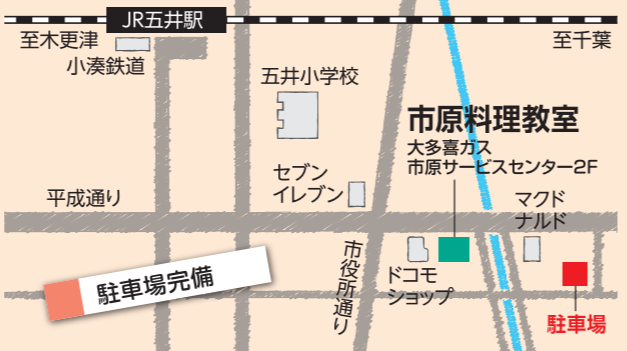 JR五井駅
至木更津
至千葉
小湊鉄道
五井小学校
市原料理教室
大多喜ガス
市原サービスセンター2F
セブン
イレブン
マクド
ナルド
平成通り
市役所通り
ドコモ
ショップ
駐車場完備
駐車場